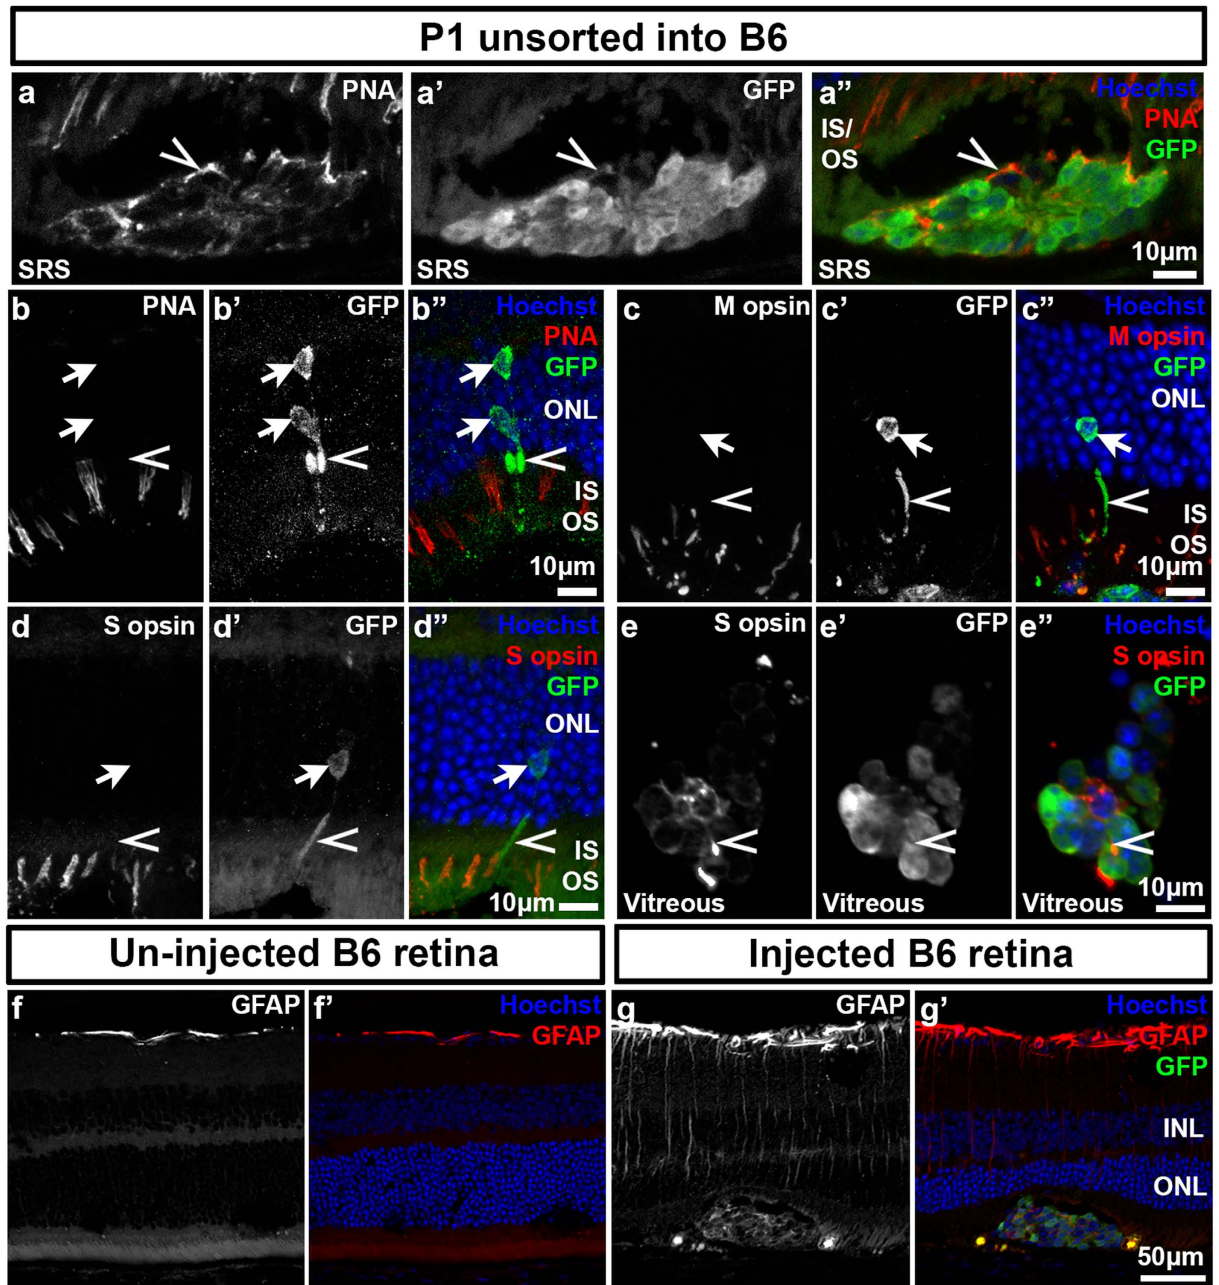 P1 unsorted into B6
a PNA a’ GFP a” Hoechst
IS/ PNA
OS GFP
SRS SRS SRS 10µm
b PNA b’ GFP b” Hoechst c M opsin c’ GFP c” Hoechst
PNA M opsin
GFP GFP
ONL ONL
IS IS
OS OS
10µm 10µm
d S opsin d’ GFP d” Hoechst e S opsin e’ GFP e” Hoechst
S opsin S opsin
GFP GFP
ONL
IS
OS
10µm 10µm
Vitreous Vitreous Vitreous
Un-injected B6 retina Injected B6 retina
f GFAP f’ Hoechst g GFAP g’ Hoechst
GFAP GFAP
GFP
INL
ONL
50µm